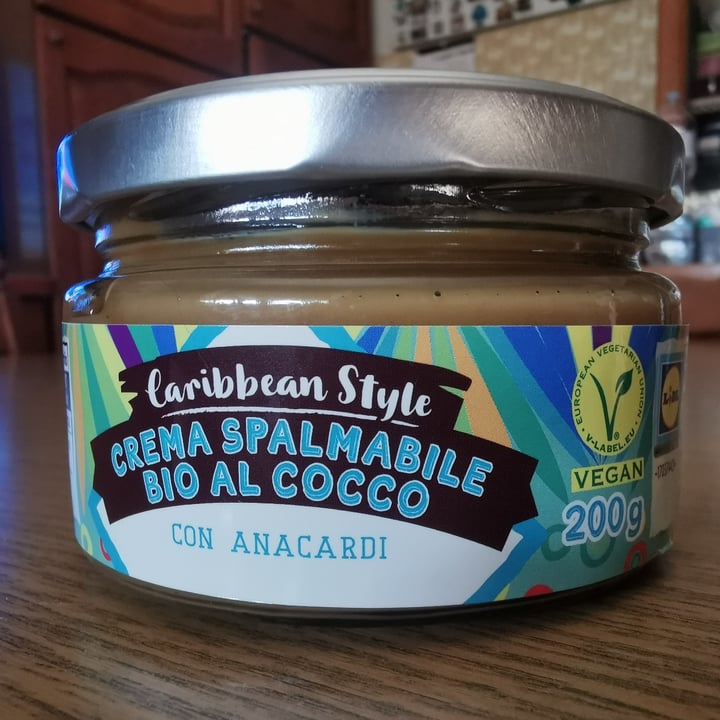 Caribbean Style
CREMA SPALMABILE
BIO AL COCCO
CON ANACARDI
EUROPEAN VEGETARIAN UNION
V-LABEL.EU
VEGAN
200g